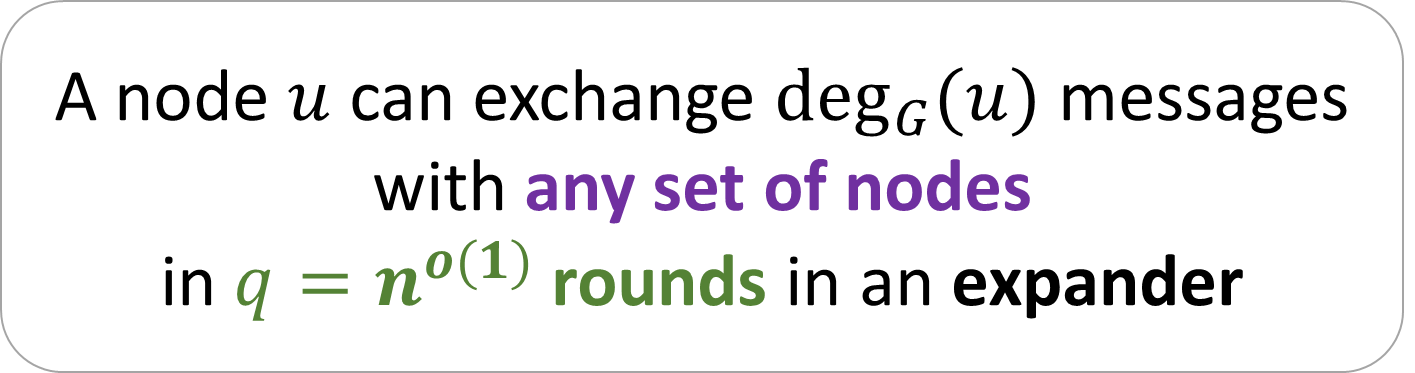 A node u can exchange deg_G(u) messages
with any set of nodes
in q = n^{o(1)} rounds in an expander